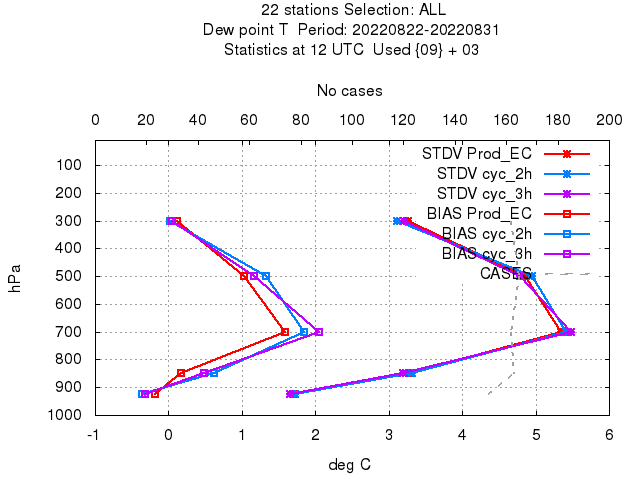 22 stations Selection: ALL
Dew point T  Period: 20220822-20220831
Statistics at 12 UTC  Used {09} + 03
No cases
0 20 40 60 80 100 120 140 160 180 200
STDV Prod_EC
STDV cyc_2h
STDV cyc_3h
BIAS Prod_EC
BIAS cyc_2h
BIAS cyc_3h
CASES
100
200
300
400
500
600
700
800
900
1000
hPa
-1 0 1 2 3 4 5 6
deg C